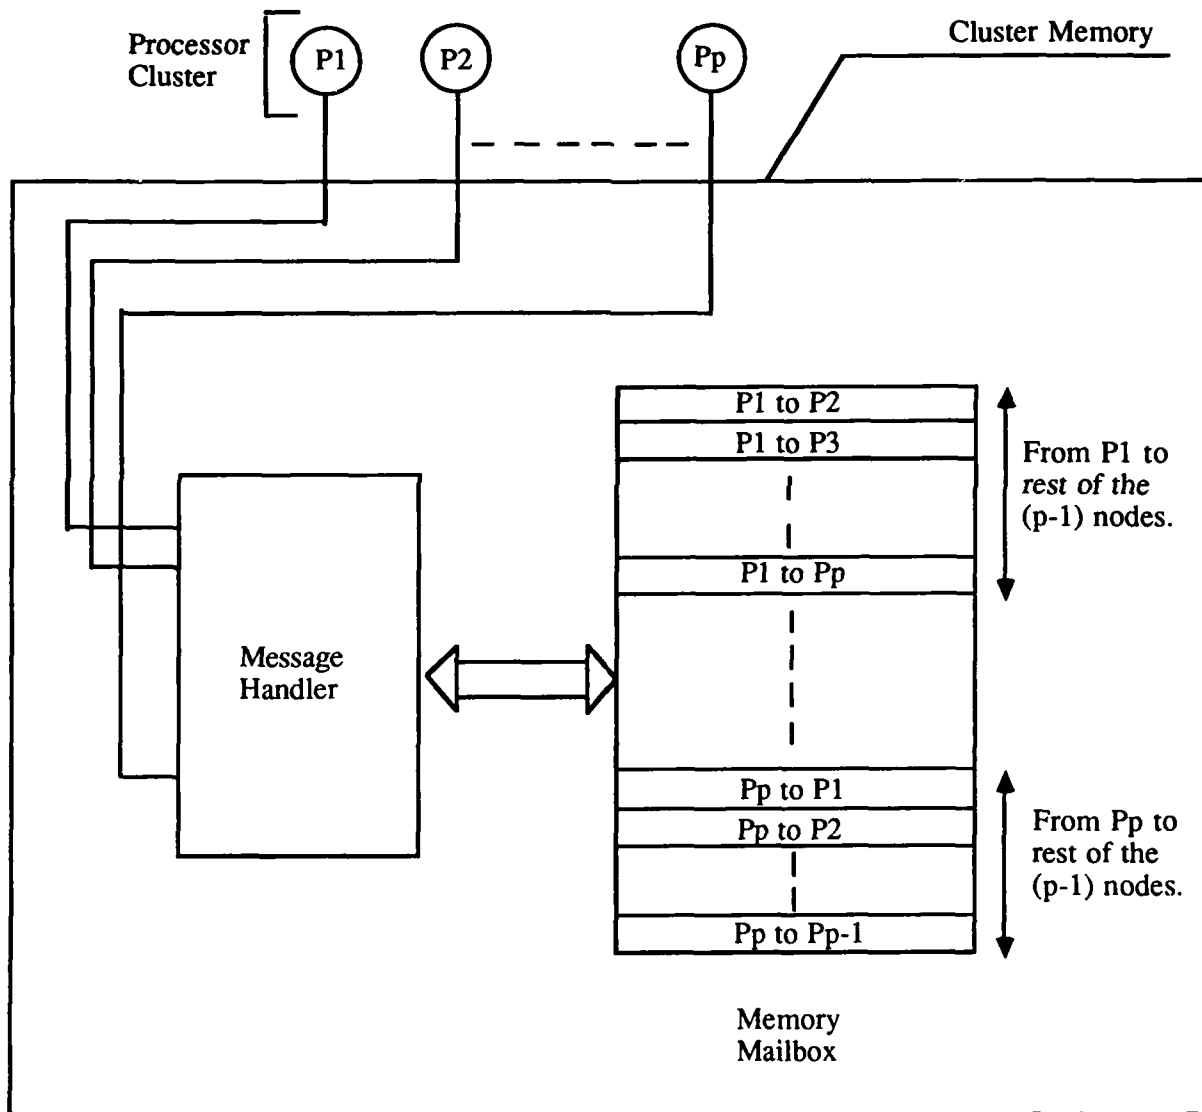 Processor
Cluster
P1
P2
Pp
Cluster Memory
P1 to P2
P1 to P3
P1 to Pp
From P1 to
rest of the
(p-1) nodes.
Message
Handler
Pp to P1
Pp to P2
Pp to Pp-1
From Pp to
rest of the
(p-1) nodes.
Memory
Mailbox